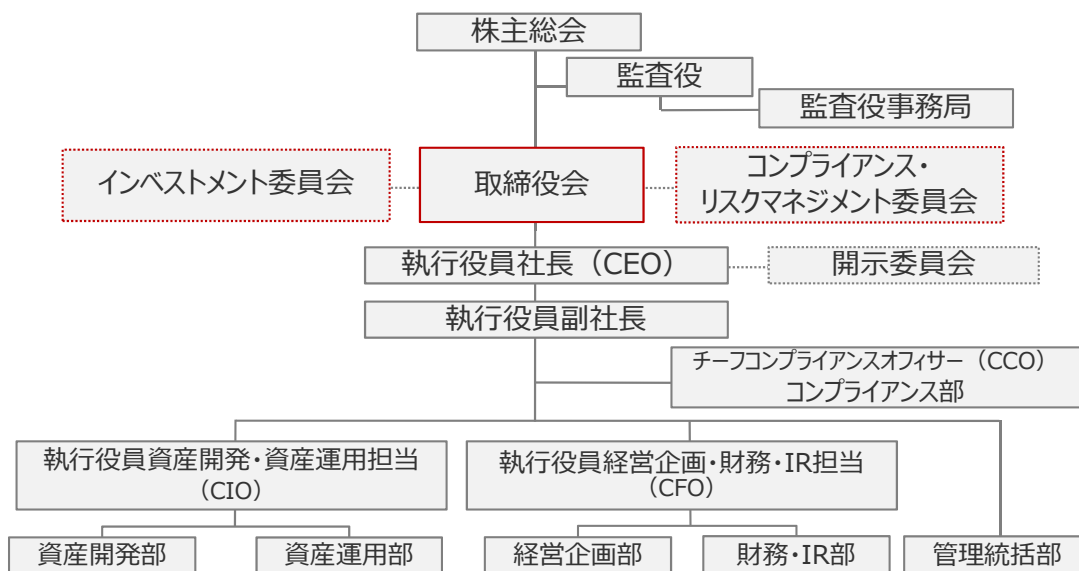 株主総会
監査役
監査役事務局
インベストメント委員会
取締役会
コンプライアンス・
リスクマネジメント委員会
執行役員社長（CEO）
開示委員会
執行役員副社長
チーフコンプライアンスオフィサー（CCO）
コンプライアンス部
執行役員資産開発・資産運用担当
（CIO）
執行役員経営企画・財務・IR担当
（CFO）
資産開発部
資産運用部
経営企画部
財務・IR部
管理統括部